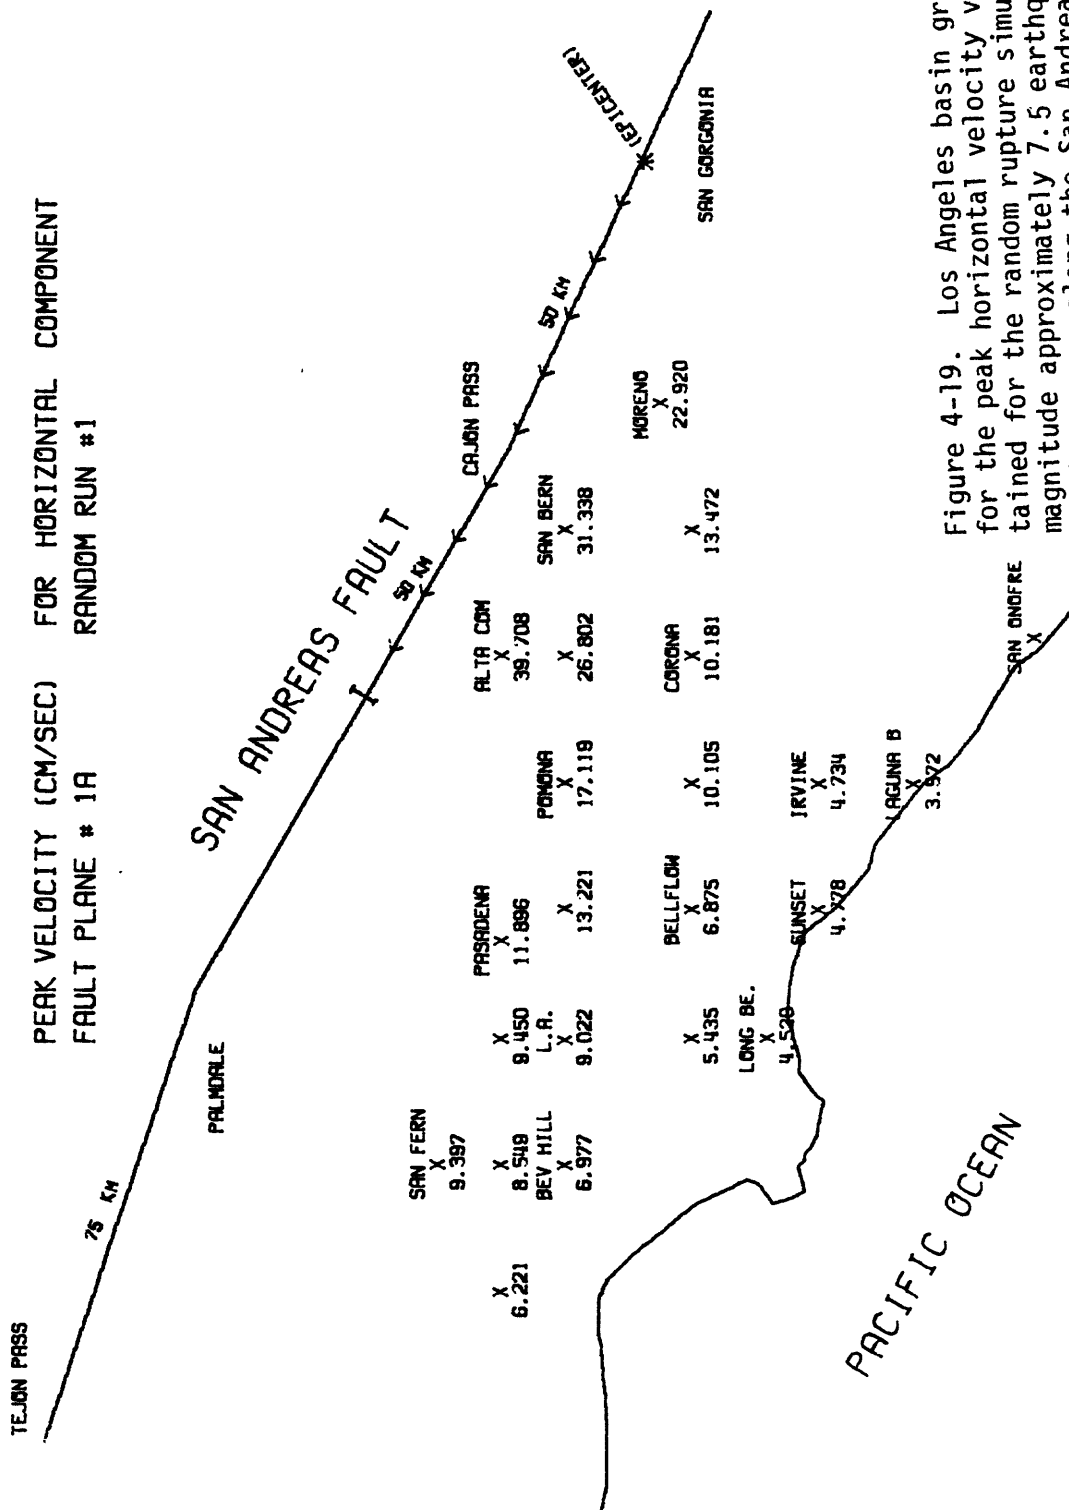 PEAK VELOCITY (CM/SEC) FOR HORIZONTAL COMPONENT
FAULT PLANE # 1A RANDOM RUN #1
TEJON PASS
75 KM
PALMDALE
SAN ANDREAS FAULT
50 KM
CAJON PASS
50 KM
(EPICENTER)
SAN GORGONIA
SAN FERN
X
9.397
X
6.221
X
8.549
X
9.450
PASADENA
X
11.896
ALTA COM
X
39.708
BEV HILL
X
6.977
L.A.
X
9.022
X
13.221
POMONA
X
17.119
X
26.802
SAN BERN
X
31.338
MORENO
X
22.920
X
5.435
BELLFLOW
X
6.875
X
10.105
CORONA
X
10.181
X
13.472
LONG BE.
X
SUNSET
X
4.778
IRVINE
X
4.734
LAGUNA B
X
3.972
SAN ONOFRE
X
PACIFIC OCEAN
Figure 4-19. Los Angeles basin gr
for the peak horizontal velocity v
tained for the random rupture simu
magnitude approximately 7.5 earthq
along the San Andrea